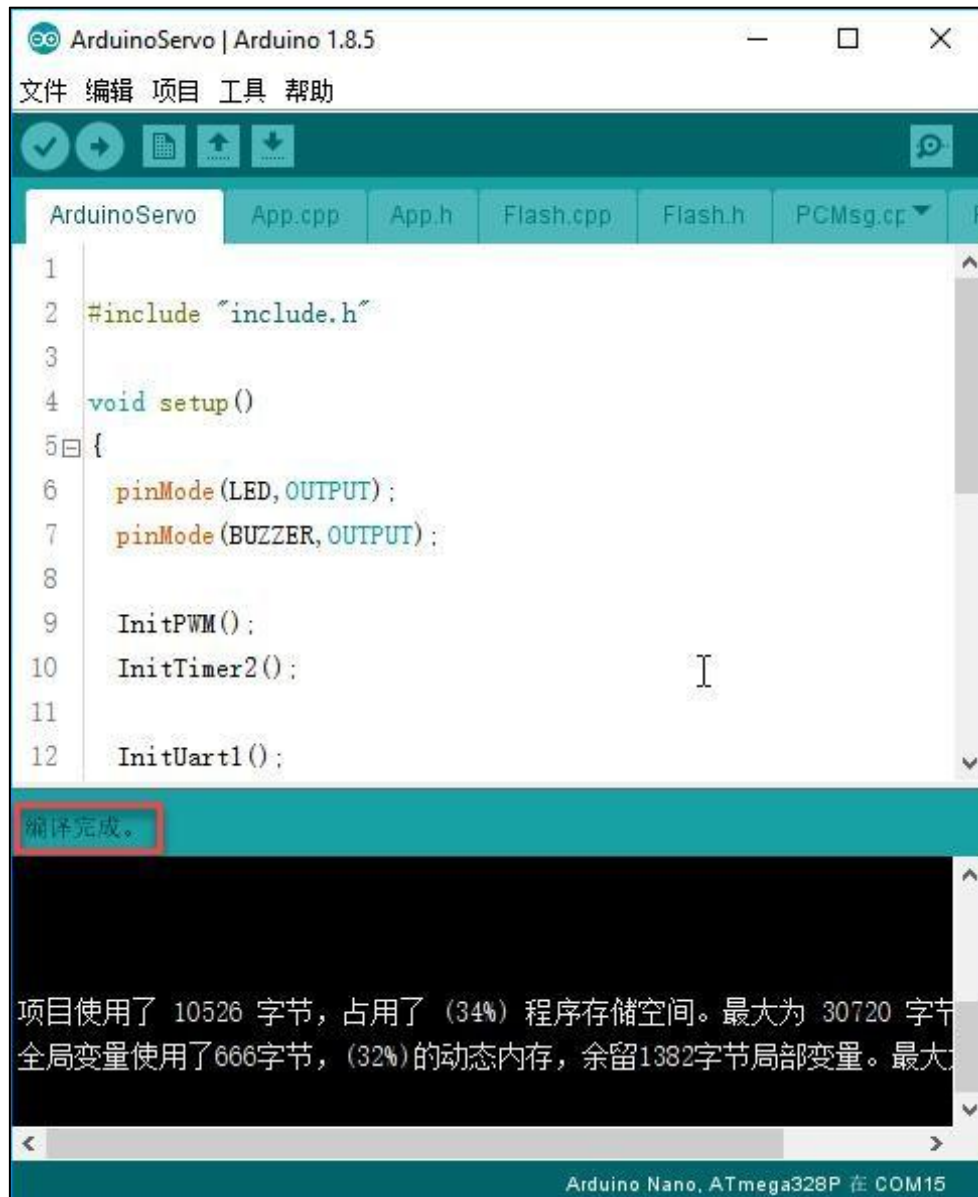 ArduinoServo | Arduino 1.8.5
文件 编辑 项目 工具 帮助
ArduinoServo App.cpp App.h Flash.cpp Flash.h PCMsg.cp
1
2 #include "include.h"
3
4 void setup()
5 {
6 pinMode(LED,OUTPUT);
7 pinMode(BUZZER,OUTPUT);
8
9 InitPWM();
10 InitTimer2();
11
12 InitUart1();
编译完成。
项目使用了 10526 字节，占用了 (34%) 程序存储空间。最大为 30720 字节
全局变量使用了666字节，(32%)的动态内存，余留1382字节局部变量。最大
Arduino Nano, ATmega328P 在 COM15